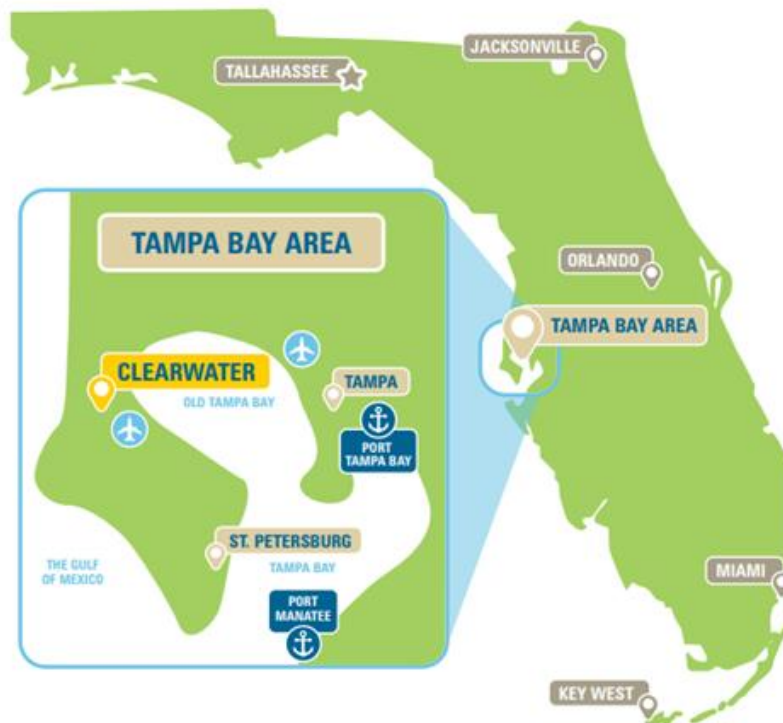 JACKSONVILLE
TALLAHASSEE
TAMPA BAY AREA
ORLANDO
TAMPA BAY AREA
CLEARWATER
TAMPA
OLD TAMPA BAY
PORT
TAMPA BAY
ST. PETERSBURG
THE GULF
OF MEXICO
TAMPA BAY
MIAMI
PORT
MANATEE
KEY WEST